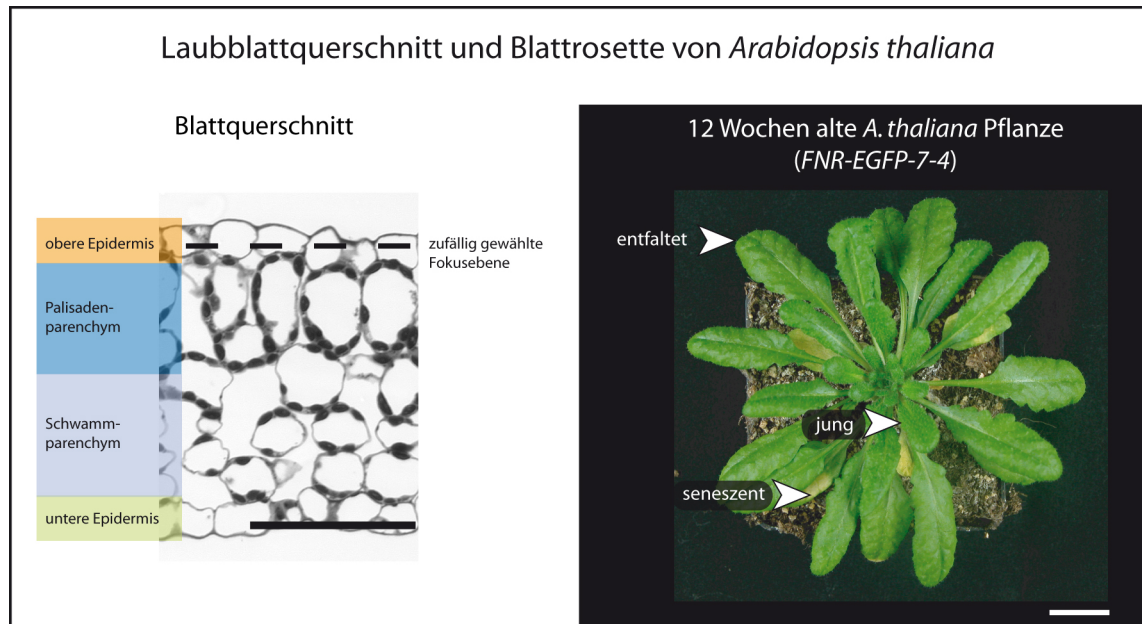 Laubblattquerschnitt und Blattrosette von Arabidopsis thaliana
Blattquerschnitt
obere Epidermis
Palisaden-
parenchym
Schwamm-
parenchym
untere Epidermis
zufällig gewählte
Fokusebene
12 Wochen alte A. thaliana Pflanze
(FNR-EGFP-7-4)
entfaltet
jung
seneszent